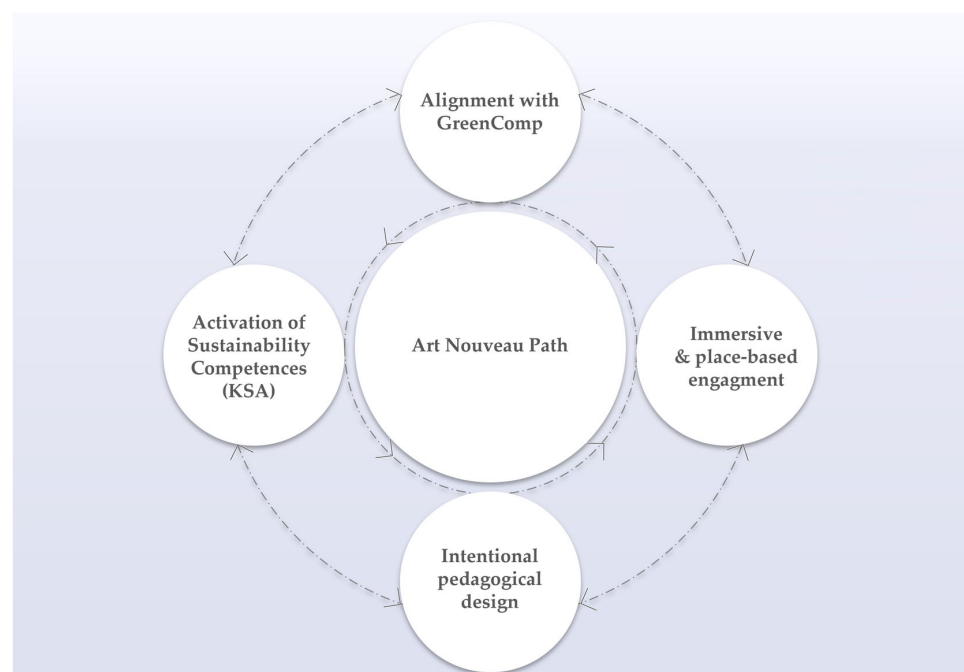 Alignment with
GreenComp
Activation of
Sustainability
Competences
(KSA)
Art Nouveau Path
Immersive
& place-based
engagment
Intentional
pedagogical
design